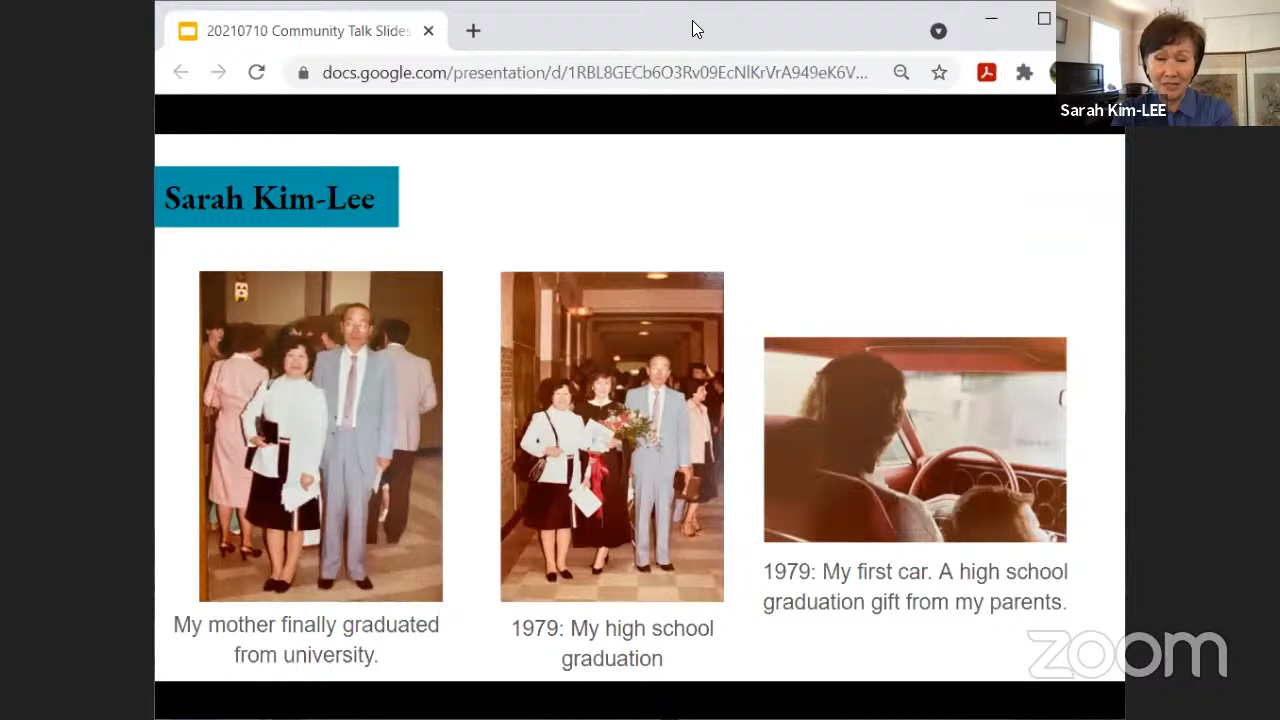 20210710 Community Talk Slides
docs.google.com/presentation/d/1RBL8GECb6O3Rv09EcNlKrVrA949eK6V...
Sarah Kim-LEE
Sarah Kim-Lee
My mother finally graduated
from university.
1979: My high school
graduation
1979: My first car. A high school
graduation gift from my parents.
zoom